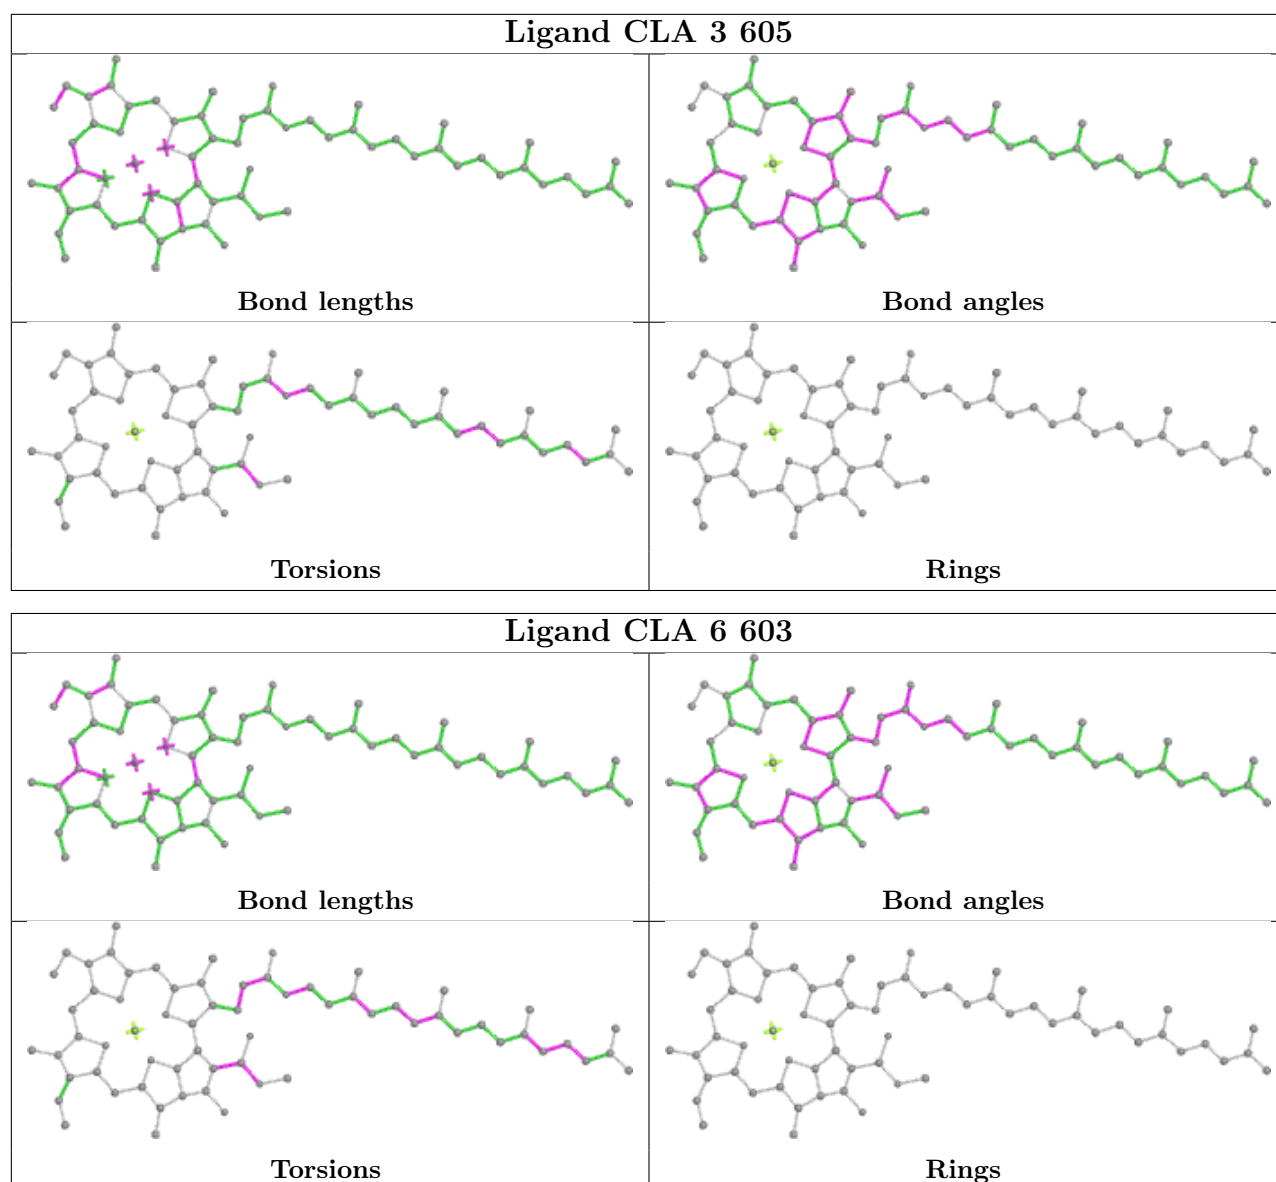 Ligand CLA 3 605
Bond lengths
Bond angles
Torsions
Rings
Ligand CLA 6 603
Bond lengths
Bond angles
Torsions
Rings